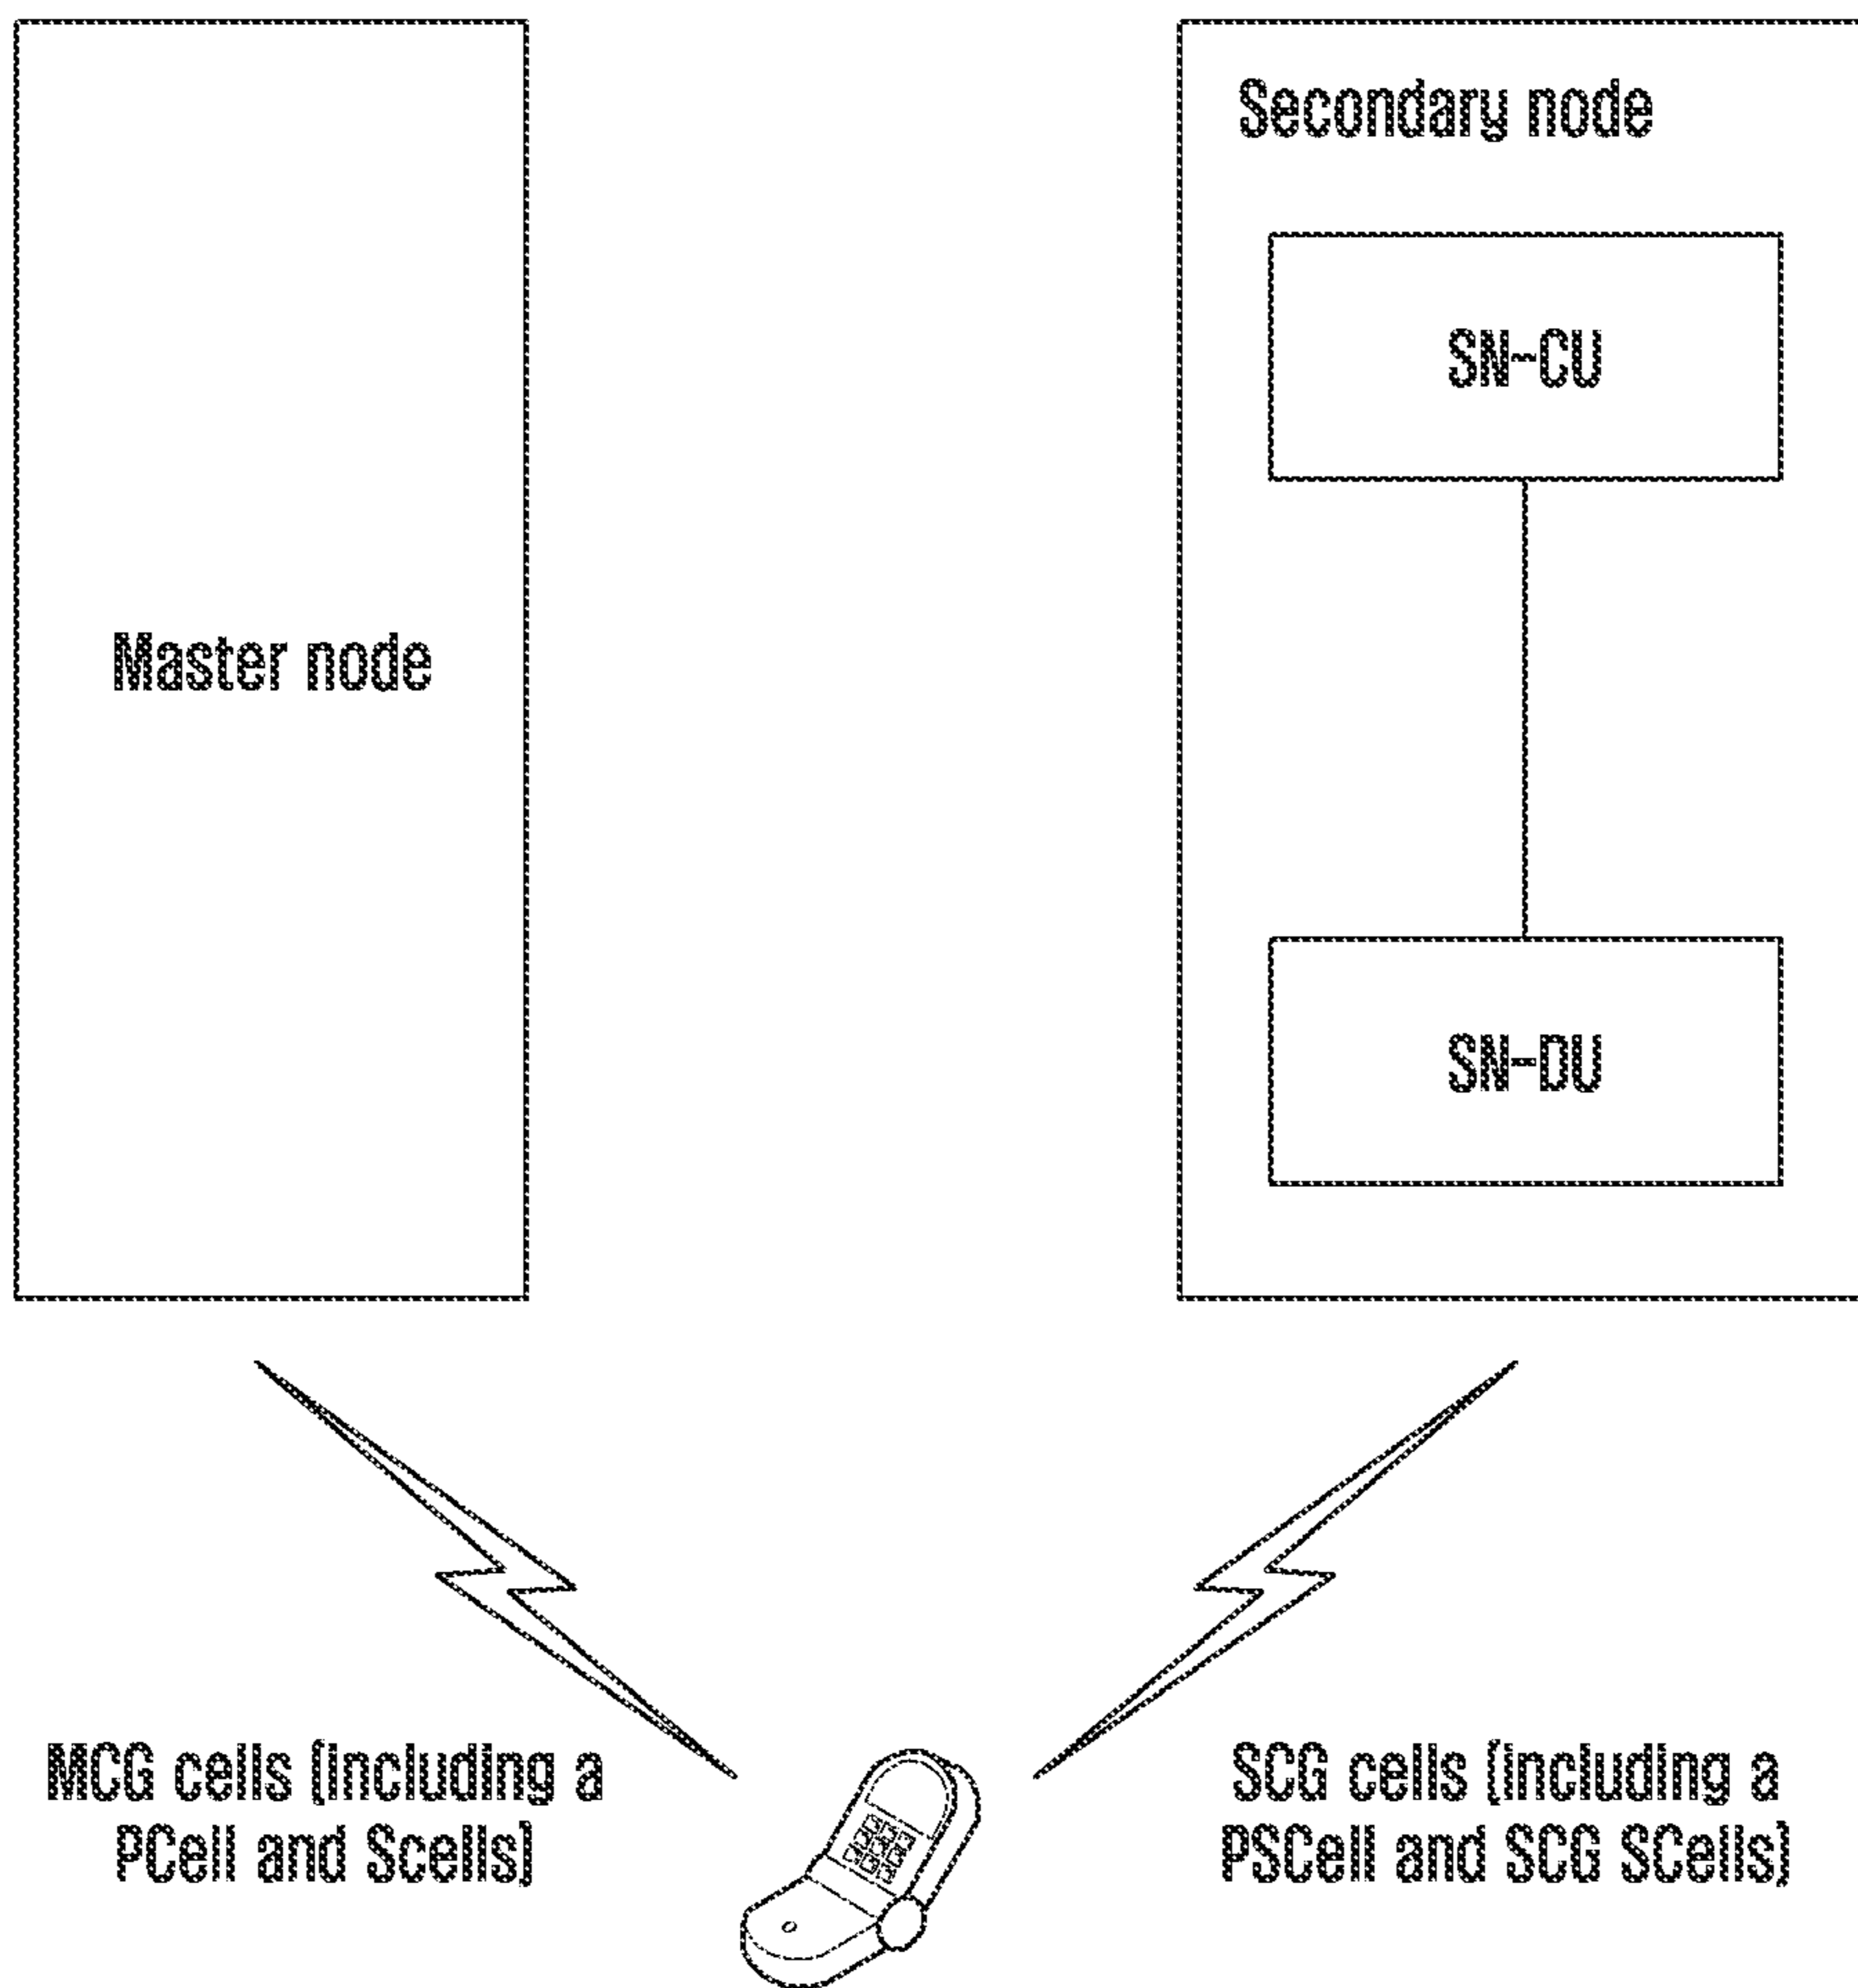 Secondary node
SN-CU
Master node
SN-DU
MCG cells (including a
PCell and Scells)
SCG cells (including a
PSCell and SCG SCells)